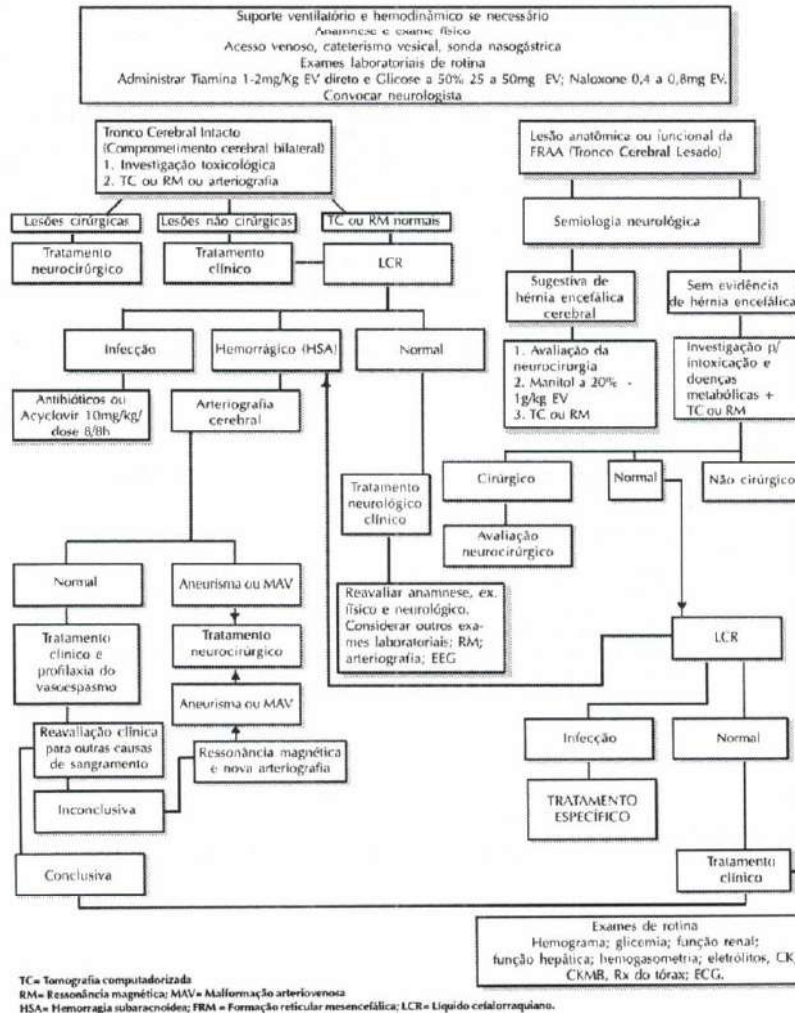 Suporte ventilatório e hemodinâmico se necessário
Anamnese e exame físico
Acesso venoso, cateterismo vesical, sonda nasogástrica
Exames laboratoriais de rotina
Administrar Tiamina 1-2mg/Kg EV direto e Glicose a 50% 25 a 50mg EV; Naloxone 0,4 a 0,8mg EV.
Convocar neurologista
Tronco Cerebral Intacto
(Comprometimento cerebral bilateral)
1. Investigação toxicológica
2. TC ou RM ou arteriografia
Lesão anatômica ou funcional da
FRAA (Tronco Cerebral Lesado)
Lesões cirúrgicas
Lesões não cirúrgicas
TC ou RM normais
Semiologia neurológica
Tratamento
neurocirúrgico
Tratamento
clínico
LCR
Sugestiva de
hérnia encefálica
cerebral
Sem evidência
de hérnia encefálica
Infecção
Hemorrágico (HSA)
Normal
1. Avaliação da
neurocirurgia
2. Manitol a 20% -
1g/kg EV
3. TC ou RM
Investigação p/
intoxicação e
doenças
metabólicas +
TC ou RM
Antibióticos ou
Acyclovir 10mg/kg/
dose 8/8h
Arteriografia
cerebral
Tratamento
neurológico
clínico
Cirúrgico
Normal
Não cirúrgico
Avaliação
neurocirúrgico
Normal
Aneurisma ou MAV
Reavaliar anamnese, ex.
físico e neurológico.
Considerar outros exa-
mes laboratoriais; RM;
arteriografia; EEG
Tratamento
clínico e
profilaxia do
vasoespasmo
Tratamento
neurocirúrgico
LCR
Aneurisma ou MAV
Reavaliação clínica
para outras causas
de sangramento
Ressonância magnética
e nova arteriografia
Infecção
Normal
Inconclusiva
TRATAMENTO
ESPECÍFICO
Conclusiva
Tratamento
clínico
Exames de rotina
Hemograma; glicemia; função renal;
função hepática; hemogasometria; eletrólitos, CK,
CKMB, Rx do tórax; ECG.
TC= Tomografia computadorizada
RM= Ressonância magnética; MAV= Malformação arteriovenosa
HSA= Hemorragia subaracnoídea; FRM = Formação reticular mesencefálica; LCR= Líquido cefalorraquiano.